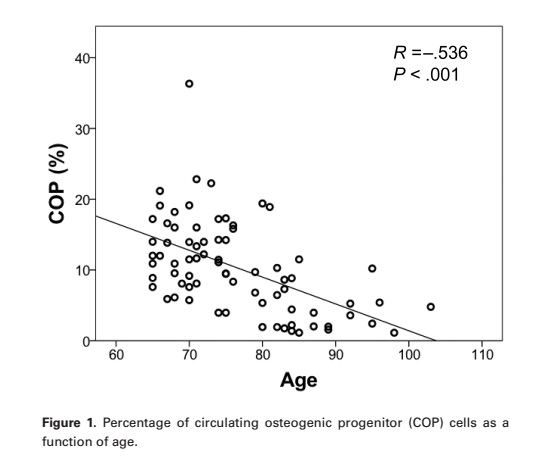 R =–.536
P < .001
40
30
20
10
0
COP (%)
60 70 80 90 100 110
Age
Figure 1. Percentage of circulating osteogenic progenitor (COP) cells as a
function of age.